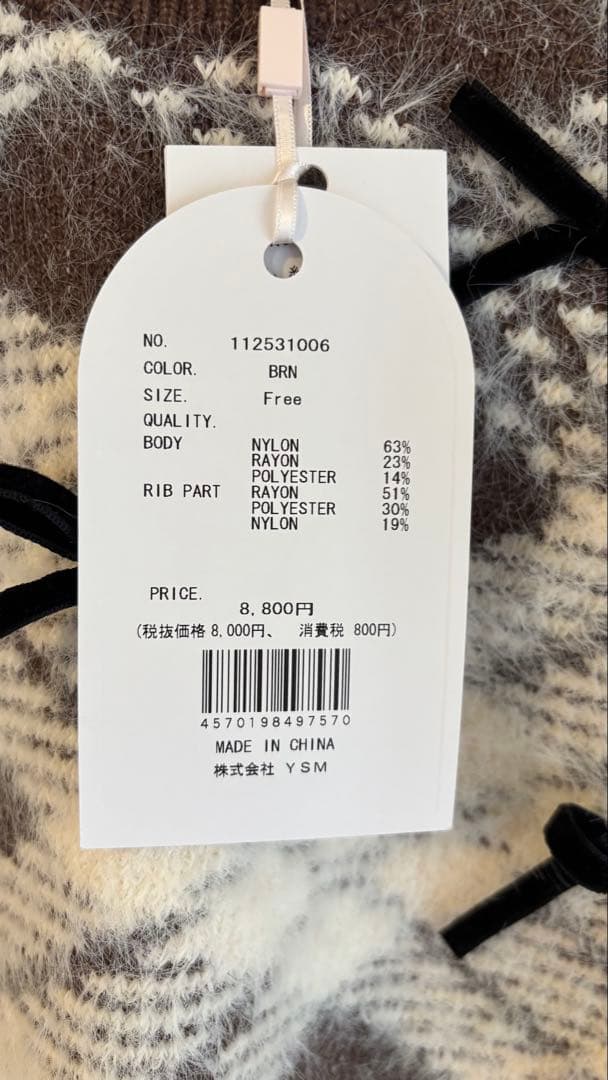 NO. 112531006
COLOR. BRN
SIZE. Free
QUALITY.
BODY NYLON 63%
RAYON 23%
POLYESTER 14%
RIB PART RAYON 51%
POLYESTER 30%
NYLON 19%
PRICE.
8,800円
(税抜価格 8,000円、 消費税 800円)
4570198497570
MADE IN CHINA
株式会社 YSM